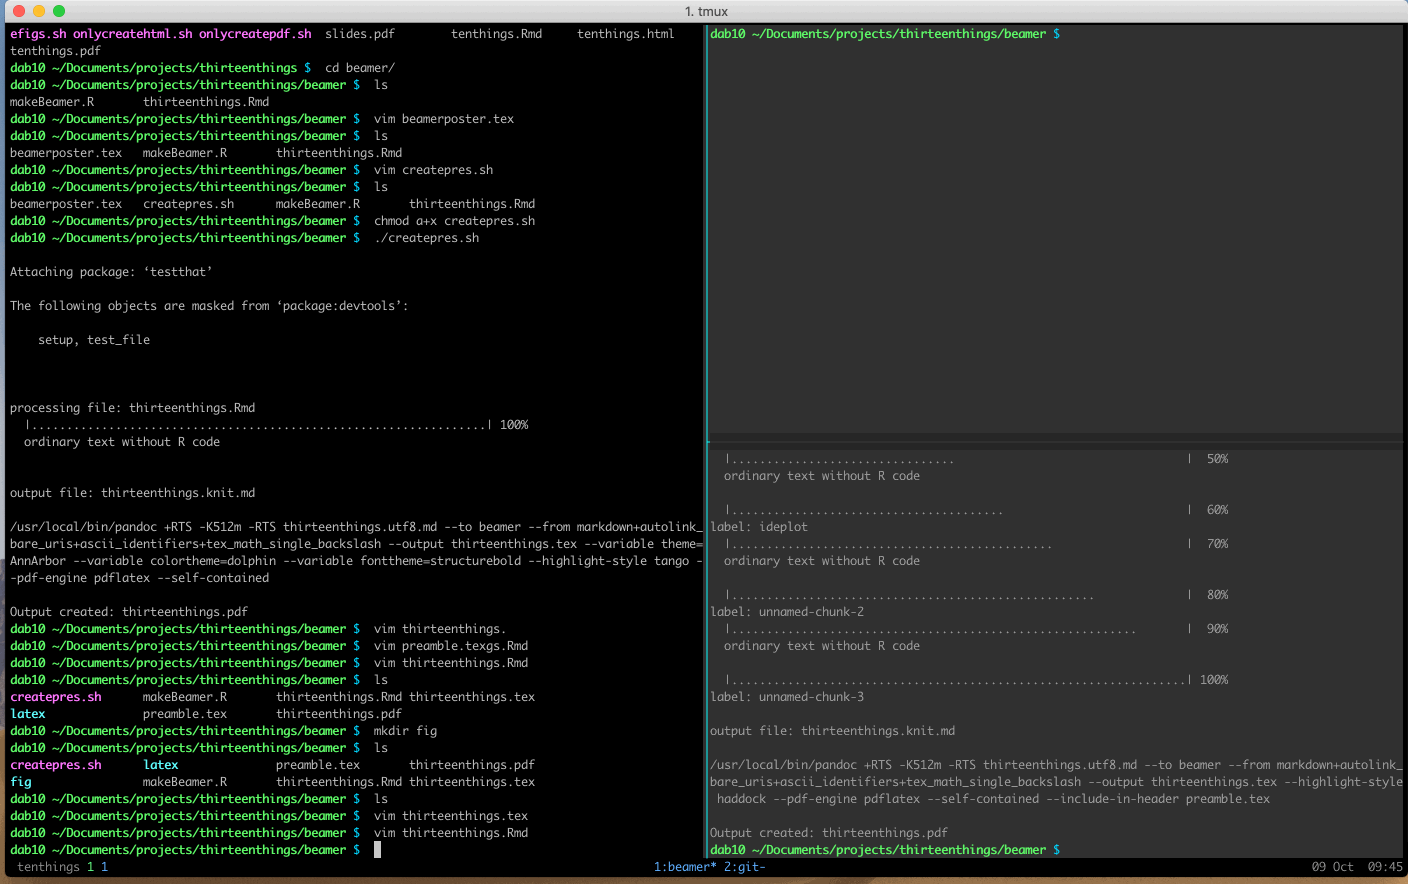 1. tmux
efigs.sh onlycreatehtml.sh onlycreatepdf.sh  slides.pdf        tenthings.Rmd     tenthings.html
tenthings.pdf
dab10 ~/Documents/projects/thirteenthings $  cd beamer/
dab10 ~/Documents/projects/thirteenthings/beamer $  ls
makeBeamer.R       thirteenthings.Rmd
dab10 ~/Documents/projects/thirteenthings/beamer $  vim beamerposter.tex
dab10 ~/Documents/projects/thirteenthings/beamer $  ls
beamerposter.tex   makeBeamer.R       thirteenthings.Rmd
dab10 ~/Documents/projects/thirteenthings/beamer $  vim createpres.sh
dab10 ~/Documents/projects/thirteenthings/beamer $  ls
beamerposter.tex   createpres.sh      makeBeamer.R       thirteenthings.Rmd
dab10 ~/Documents/projects/thirteenthings/beamer $  chmod a+x createpres.sh
dab10 ~/Documents/projects/thirteenthings/beamer $  ./createpres.sh
Attaching package: ‘testthat’
The following objects are masked from ‘package:devtools’:
setup, test_file
processing file: thirteenthings.Rmd
|.................................................................| 100%
ordinary text without R code
output file: thirteenthings.knit.md
/usr/local/bin/pandoc +RTS -K512m -RTS thirteenthings.utf8.md --to beamer --from markdown+autolink_
bare_uris+ascii_identifiers+tex_math_single_backslash --output thirteenthings.tex --variable theme=
AnnArbor --variable colortheme=dolphin --variable fonttheme=structurebold --highlight-style tango -
-pdf-engine pdflatex --self-contained
Output created: thirteenthings.pdf
dab10 ~/Documents/projects/thirteenthings/beamer $  vim thirteenthings.
dab10 ~/Documents/projects/thirteenthings/beamer $  vim preamble.texgs.Rmd
dab10 ~/Documents/projects/thirteenthings/beamer $  vim thirteenthings.Rmd
dab10 ~/Documents/projects/thirteenthings/beamer $  ls
createpres.sh      makeBeamer.R       thirteenthings.Rmd thirteenthings.tex
latex              preamble.tex       thirteenthings.pdf
dab10 ~/Documents/projects/thirteenthings/beamer $  mkdir fig
dab10 ~/Documents/projects/thirteenthings/beamer $  ls
createpres.sh      latex              preamble.tex       thirteenthings.pdf
fig                makeBeamer.R       thirteenthings.Rmd thirteenthings.tex
dab10 ~/Documents/projects/thirteenthings/beamer $  ls
dab10 ~/Documents/projects/thirteenthings/beamer $  vim thirteenthings.tex
dab10 ~/Documents/projects/thirteenthings/beamer $  vim thirteenthings.Rmd
dab10 ~/Documents/projects/thirteenthings/beamer $
dab10 ~/Documents/projects/thirteenthings/beamer $
|................................                                 |  50%
ordinary text without R code
|.......................................                          |  60%
label: ideplot
|..............................................                   |  70%
ordinary text without R code
|....................................................             |  80%
label: unnamed-chunk-2
|..........................................................       |  90%
ordinary text without R code
|.................................................................| 100%
label: unnamed-chunk-3
output file: thirteenthings.knit.md
/usr/local/bin/pandoc +RTS -K512m -RTS thirteenthings.utf8.md --to beamer --from markdown+autolink_
bare_uris+ascii_identifiers+tex_math_single_backslash --output thirteenthings.tex --highlight-style
haddock --pdf-engine pdflatex --self-contained --include-in-header preamble.tex
Output created: thirteenthings.pdf
dab10 ~/Documents/projects/thirteenthings/beamer $
tenthings 1 1
1:beamer* 2:git-
09 Oct  09:45